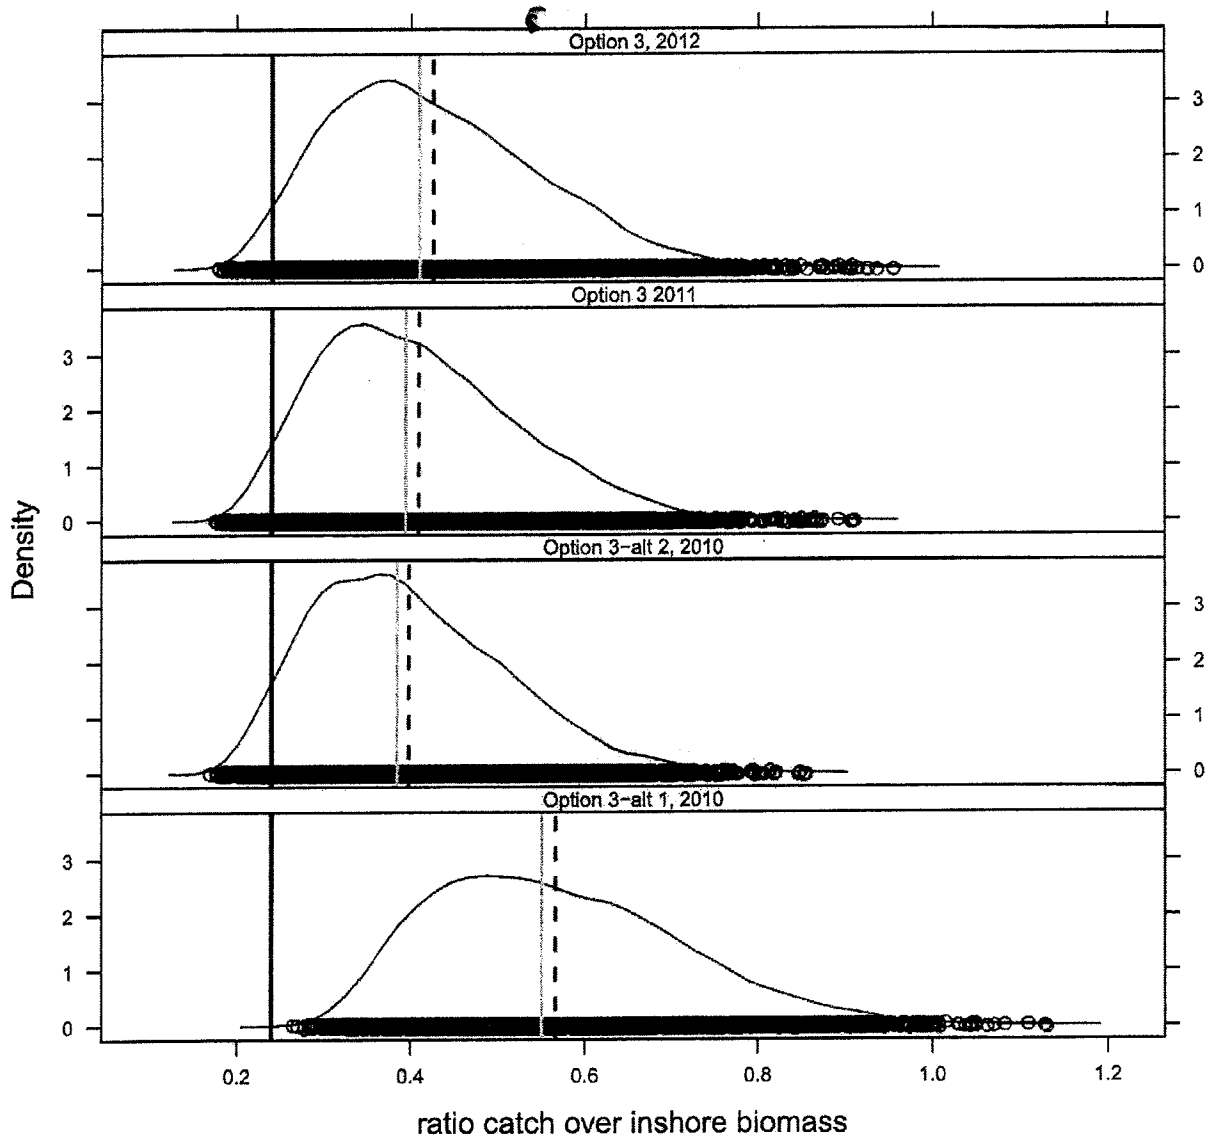 Option 3, 2012
3
2
1
0
Option 3 2011
3
2
1
0
Option 3-alt 2, 2010
3
2
1
0
Option 3-alt 1, 2010
3
2
1
0
Density
0.2 0.4 0.6 0.8 1.0 1.2
ratio catch over inshore biomass